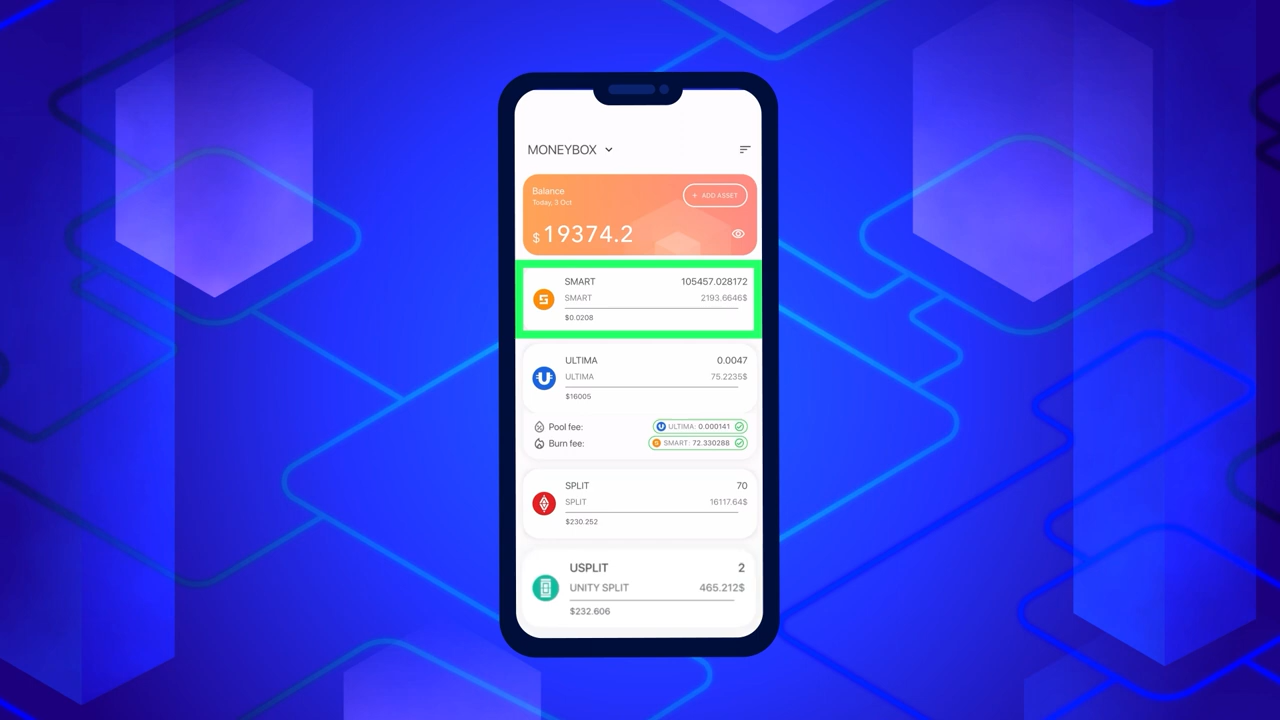 MONEYBOX
Balance
+ ADD ASSET
Today, 3 Oct
$ 19374.2
SMART 105457.028172
SMART 2193.6646$
$0.0208
ULTIMA 0.0047
ULTIMA 75.2235$
$16005
Pool fee: ULTIMA: 0.000141
Burn fee: SMART: 72.330288
SPLIT 70
SPLIT 16117.64$
$230.252
USPLIT 2
UNITY SPLIT 465.212$
$232.606